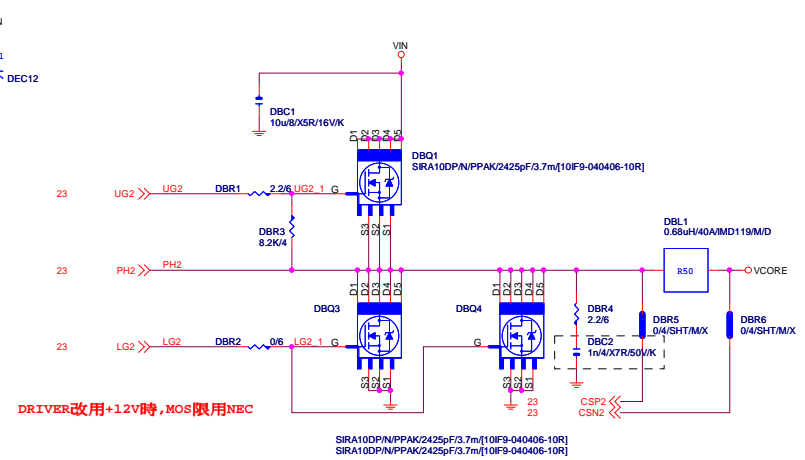 N
1
DEC12
VIN
DBC1
10u/8/X5R/16V/K
D1
D2
D3
D4
D5
DBQ1
SIRA10DP/N/PPAK/2425pF/3.7m/[10IF9-040406-10R]
23
UG2
UG2
DBR1
2.2/6
UG2_1
G
S3
S2
S1
DBR3
8.2K/4
DBL1
0.68uH/40A/IMD119/M/D
23
PH2
PH2
R50
VCORE
D1
D2
D3
D4
D5
D1
D2
D3
D4
D5
DBQ3
DBQ4
DBR4
2.2/6
DBR5
0/4/SHT/M/X
DBR6
0/4/SHT/M/X
23
LG2
LG2
DBR2
0/6
LG2_1
G
G
DBC2
1n/4/X7R/50V/K
S3
S2
S1
S3
S2
S1
23
CSP2
23
CSN2
DRIVER改用+12V時,MOS限用NEC
SIRA10DP/N/PPAK/2425pF/3.7m/[10IF9-040406-10R]
SIRA10DP/N/PPAK/2425pF/3.7m/[10IF9-040406-10R]